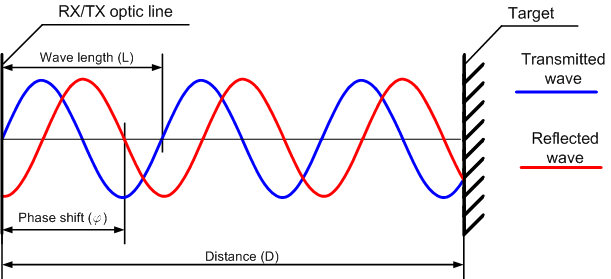 RX/TX optic line
Target
Wave length (L)
Transmitted
wave
Reflected
wave
Phase shift (φ)
Distance (D)